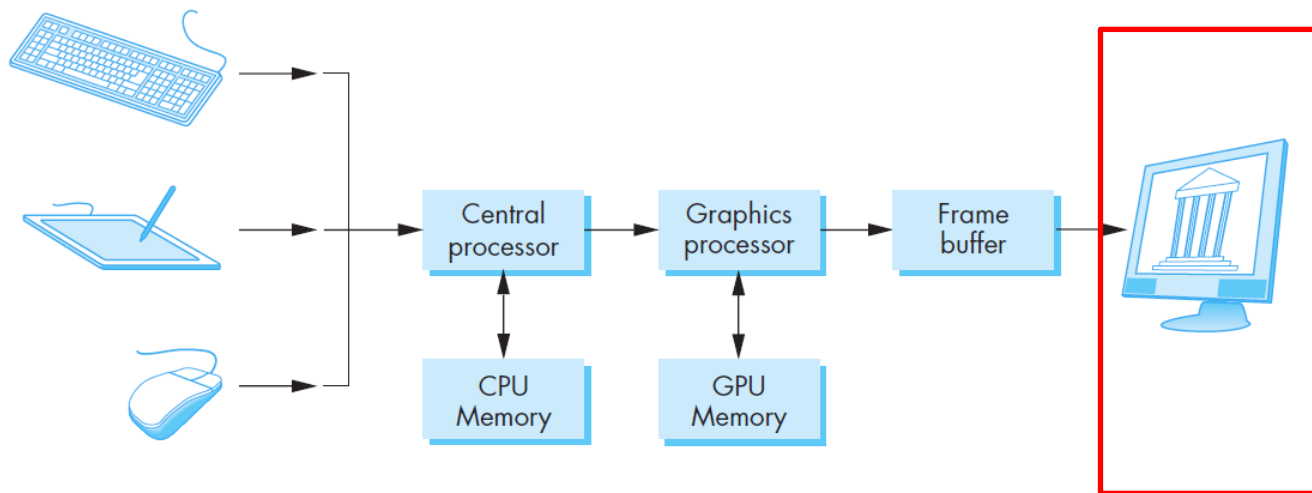 Central
processor
Graphics
processor
Frame
buffer
CPU
Memory
GPU
Memory